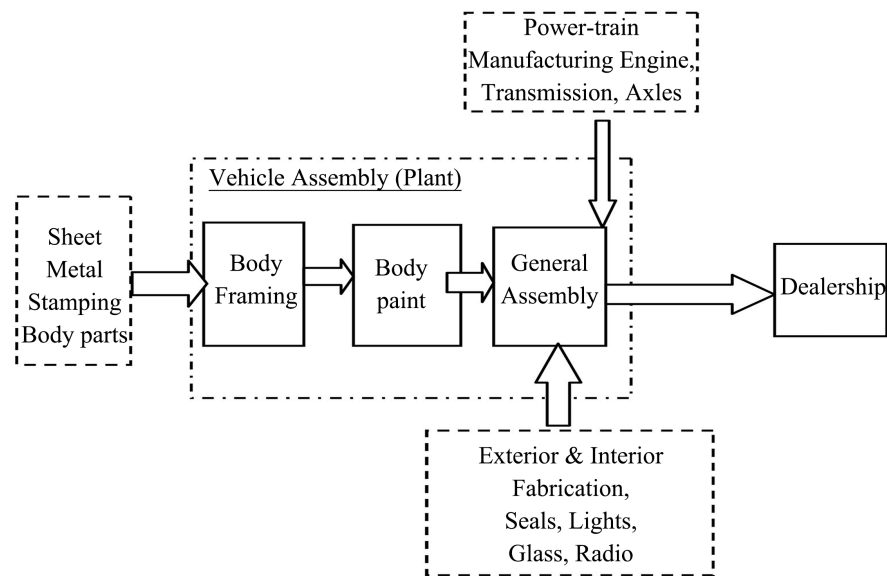 Power-train
Manufacturing Engine,
Transmission, Axles
Vehicle Assembly (Plant)
Sheet
Metal
Stamping
Body parts
Body
Framing
Body
paint
General
Assembly
Dealership
Exterior & Interior
Fabrication,
Seals, Lights,
Glass, Radio